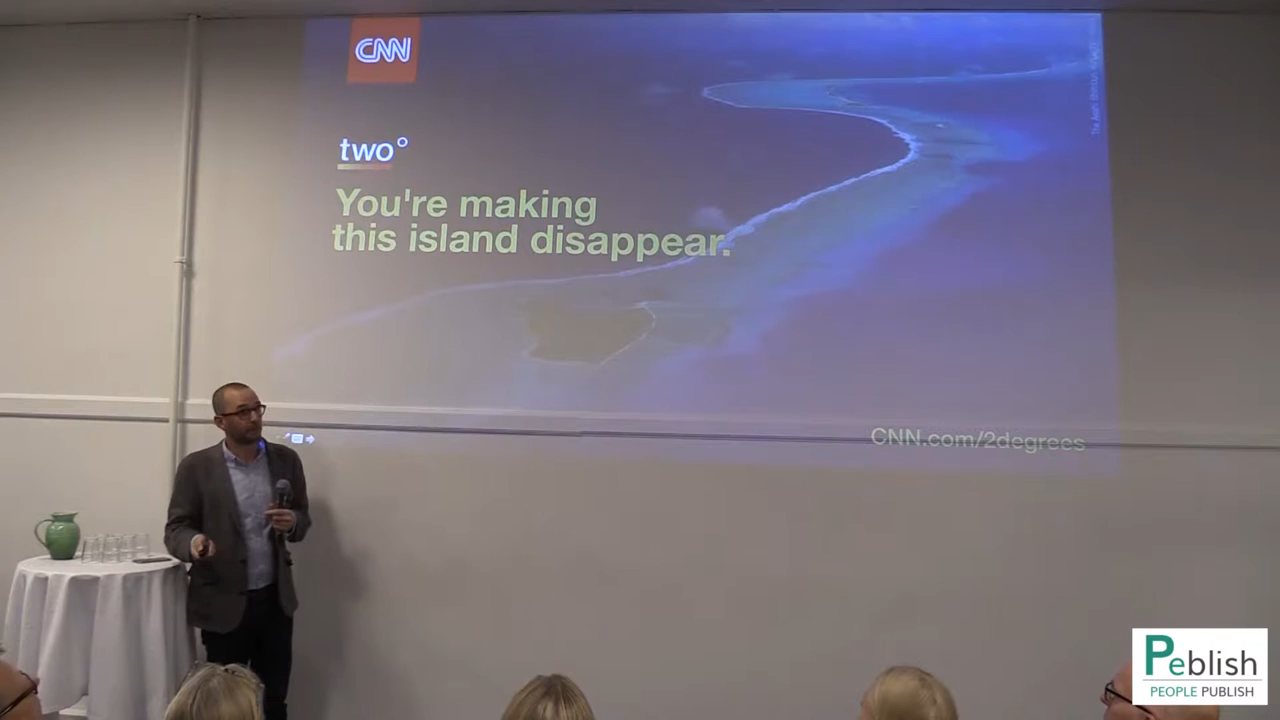 CNN
two°
You're making
this island disappear.
CNN.com/2degrees
Peblish
PEOPLE PUBLISH